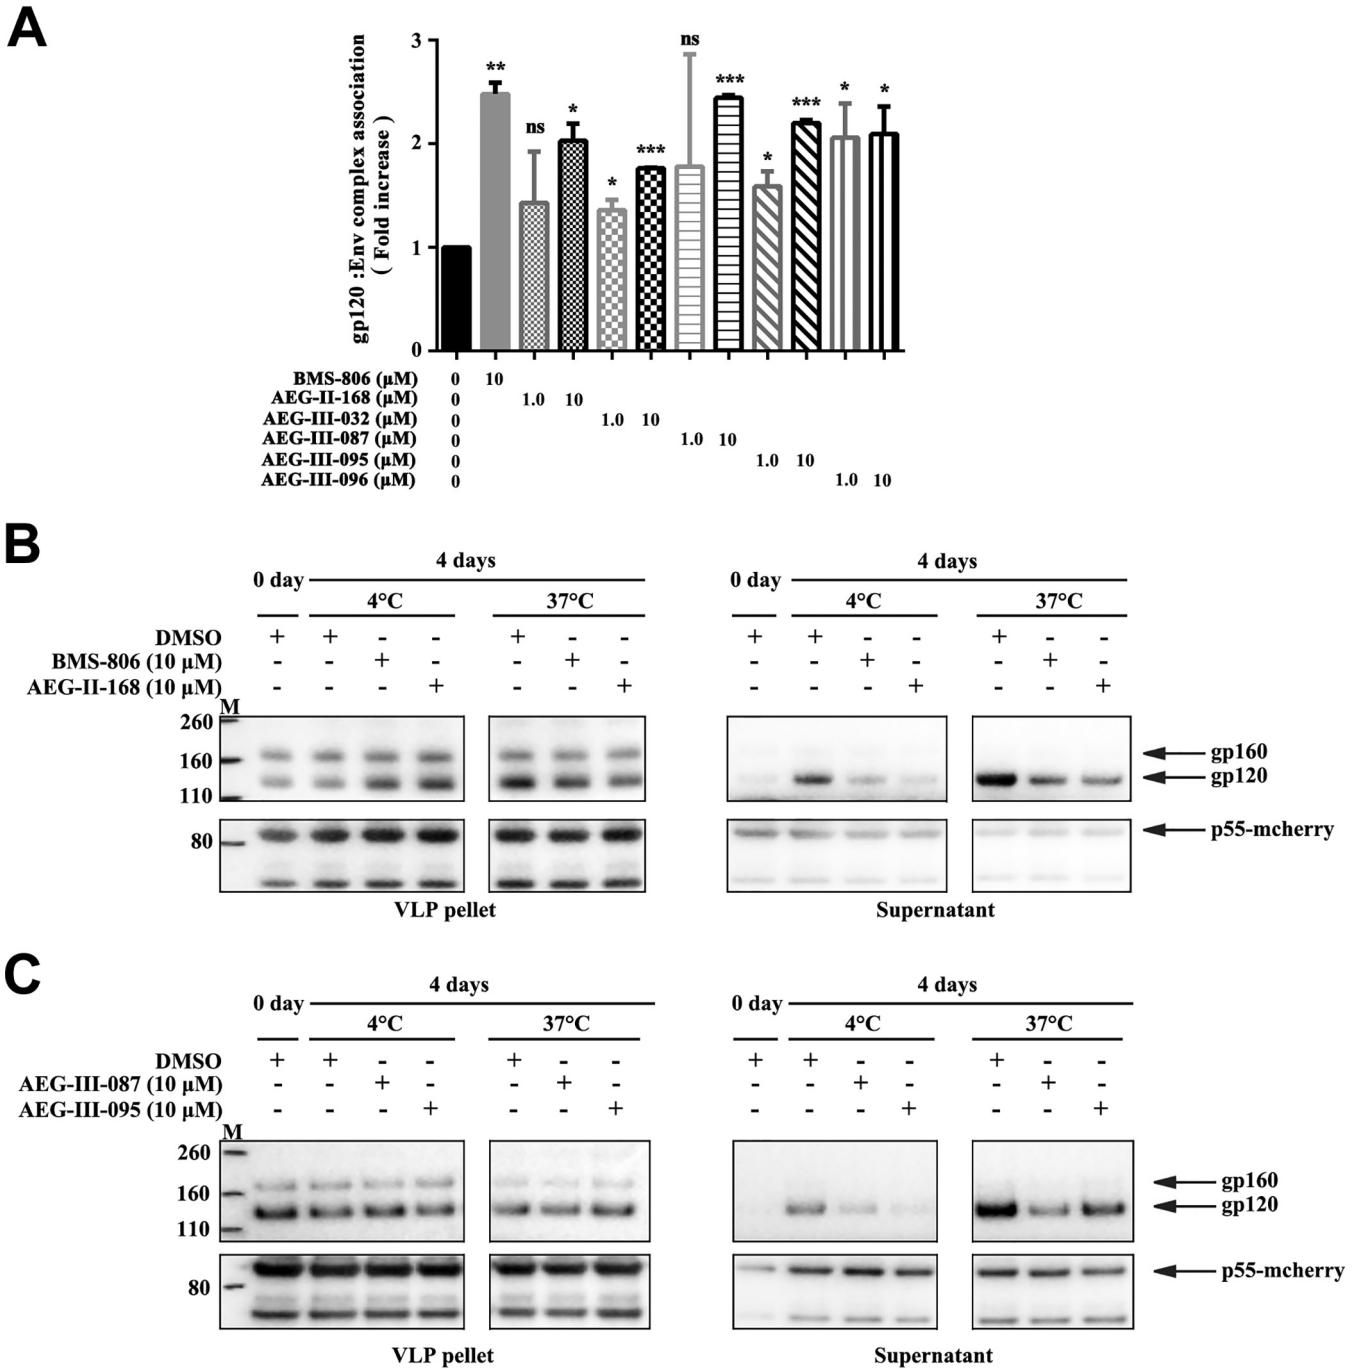 A
gp120 :Env complex association
( Fold increase )
3
2
1
0
** ns * * *** ns *** * *** * *
BMS-806 (µM) 0 10
AEG-II-168 (µM) 0 1.0 10
AEG-III-032 (µM) 0 1.0 10
AEG-III-087 (µM) 0 1.0 10
AEG-III-095 (µM) 0 1.0 10
AEG-III-096 (µM) 0 1.0 10
B
4 days 4 days
0 day 0 day
4°C 37°C 4°C 37°C
DMSO + + - - + - - + + - - + - -
BMS-806 (10 µM) - - + - - + - - - + - - + -
AEG-II-168 (10 µM) - - - + - - + - - - + - - +
M
260
160 gp160
110 gp120
80 p55-mcherry
VLP pellet Supernatant
C
4 days 4 days
0 day 0 day
4°C 37°C 4°C 37°C
DMSO + + - - + - - + + - - + - -
AEG-III-087 (10 µM) - - + - - + - - - + - - + -
AEG-III-095 (10 µM) - - - + - - + - - - + - - +
M
260
160 gp160
110 gp120
80 p55-mcherry
VLP pellet Supernatant